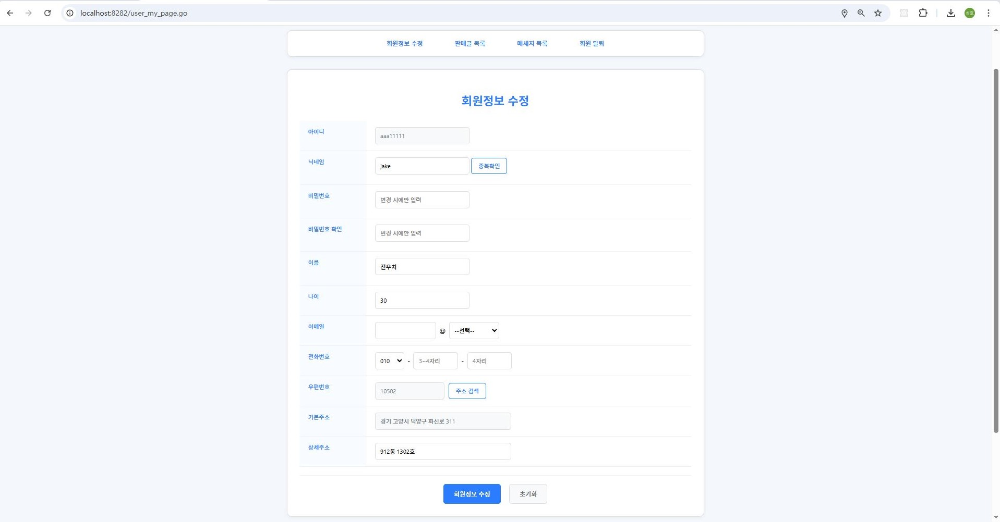 localhost:8282/user_my_page.go
성호
회원정보 수정 판매글 목록 메세지 목록 회원 탈퇴
회원정보 수정
아이디 aaa11111
닉네임 jake 중복확인
비밀번호 변경 시에만 입력
비밀번호 확인 변경 시에만 입력
이름 전우치
나이 30
이메일 @ --선택--
전화번호 010 - 3~4자리 - 4자리
우편번호 10502 주소 검색
기본주소 경기 고양시 덕양구 화신로 311
상세주소 912동 1302호
회원정보 수정 초기화